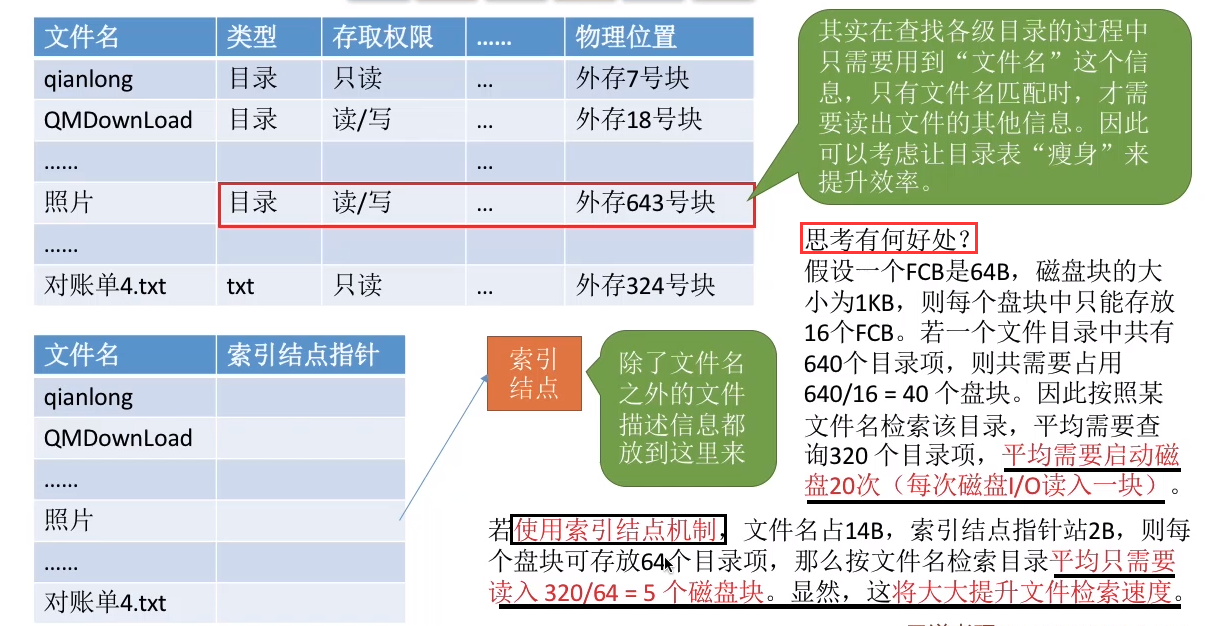 文件名 类型 存取权限 …… 物理位置
qianlong 目录 只读 … 外存7号块
QMDownLoad 目录 读/写 … 外存18号块
…… …
照片 目录 读/写 … 外存643号块
……
对账单4.txt txt 只读 … 外存324号块
其实在查找各级目录的过程中
只需要用到“文件名”这个信
息，只有文件名匹配时，才需
要读出文件的其他信息。因此
可以考虑让目录表“瘦身”来
提升效率。
思考有何好处？
假设一个FCB是64B，磁盘块的大
小为1KB，则每个盘块中只能存放
16个FCB。若一个文件目录中共有
640个目录项，则共需要占用
640/16 = 40 个盘块。因此按照某
文件名检索该目录，平均需要查
询320 个目录项，平均需要启动磁
盘20次（每次磁盘I/O读入一块）。
文件名 索引结点指针
qianlong
QMDownLoad
……
照片
……
对账单4.txt
索引
结点
除了文件名
之外的文件
描述信息都
放到这里来
若使用索引结点机制，文件名占14B，索引结点指针站2B，则每
个盘块可存放64个目录项，那么按文件名检索目录平均只需要
读入 320/64 = 5 个磁盘块。显然，这将大大提升文件检索速度。